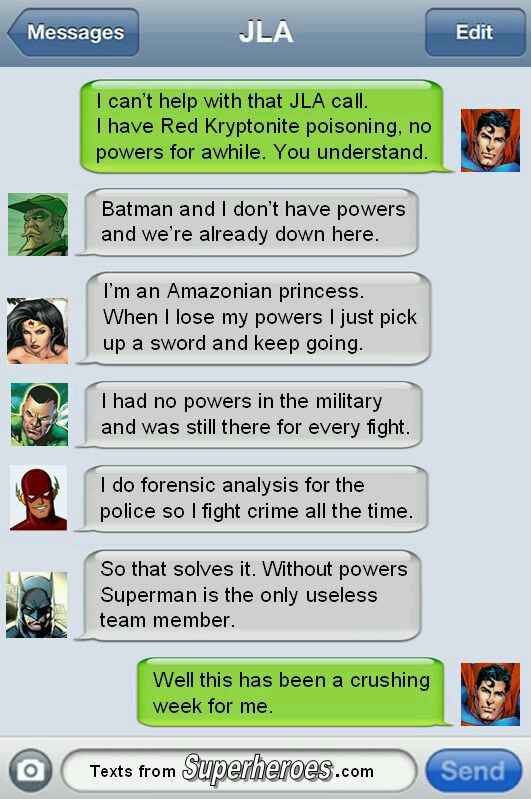 Messages
JLA
Edit
I can't help with that JLA call.
I have Red Kryptonite poisoning, no
powers for awhile. You understand.
Batman and I don't have powers
and we're already down here.
I'm an Amazonian princess.
When I lose my powers I just pick
up a sword and keep going.
I had no powers in the military
and was still there for every fight.
I do forensic analysis for the
police so I fight crime all the time.
So that solves it. Without powers
Superman is the only useless
team member.
Well this has been a crushing
week for me.
Texts from Superheroes.com
Send